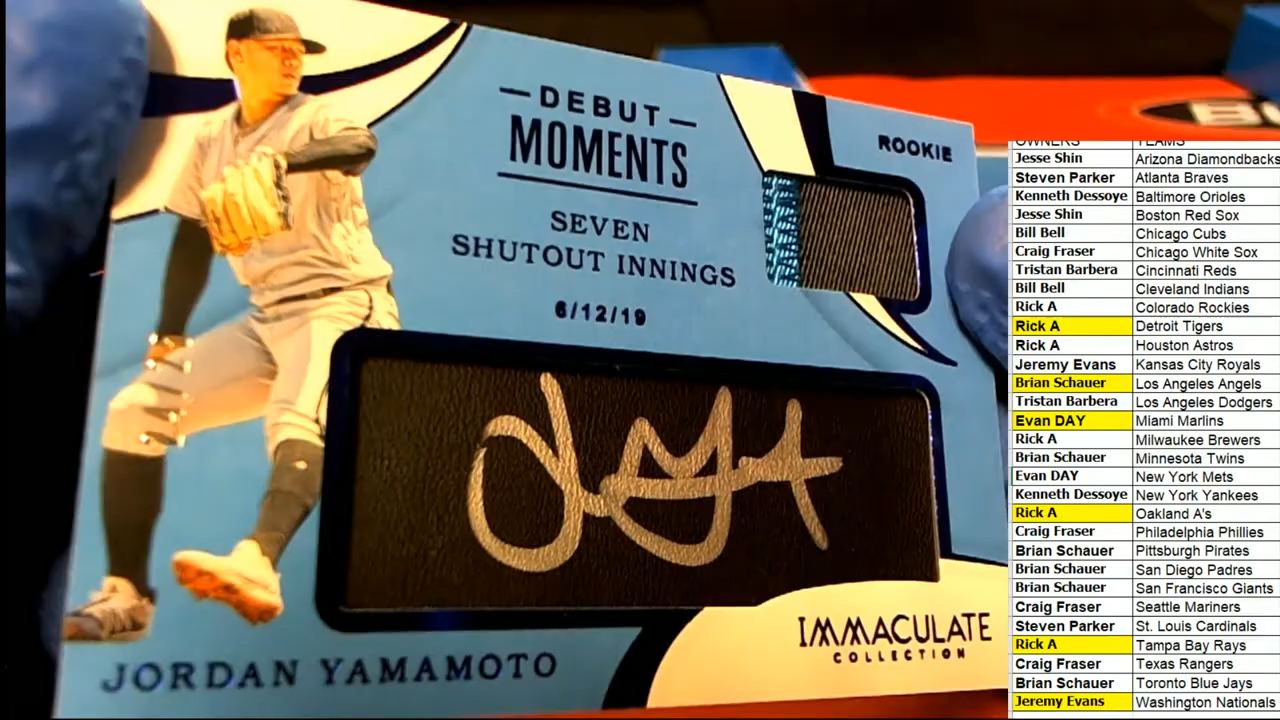 — DEBUT —
MOMENTS
SEVEN
SHUTOUT INNINGS
6/12/19
ROOKIE
JORDAN YAMAMOTO
IMMACULATE
COLLECTION
OWNERS TEAMS
Jesse Shin Arizona Diamondbacks
Steven Parker Atlanta Braves
Kenneth Dessoye Baltimore Orioles
Jesse Shin Boston Red Sox
Bill Bell Chicago Cubs
Craig Fraser Chicago White Sox
Tristan Barbera Cincinnati Reds
Bill Bell Cleveland Indians
Rick A Colorado Rockies
Rick A Detroit Tigers
Rick A Houston Astros
Jeremy Evans Kansas City Royals
Brian Schauer Los Angeles Angels
Tristan Barbera Los Angeles Dodgers
Evan DAY Miami Marlins
Rick A Milwaukee Brewers
Brian Schauer Minnesota Twins
Evan DAY New York Mets
Kenneth Dessoye New York Yankees
Rick A Oakland A's
Craig Fraser Philadelphia Phillies
Brian Schauer Pittsburgh Pirates
Brian Schauer San Diego Padres
Brian Schauer San Francisco Giants
Craig Fraser Seattle Mariners
Steven Parker St. Louis Cardinals
Rick A Tampa Bay Rays
Craig Fraser Texas Rangers
Brian Schauer Toronto Blue Jays
Jeremy Evans Washington Nationals